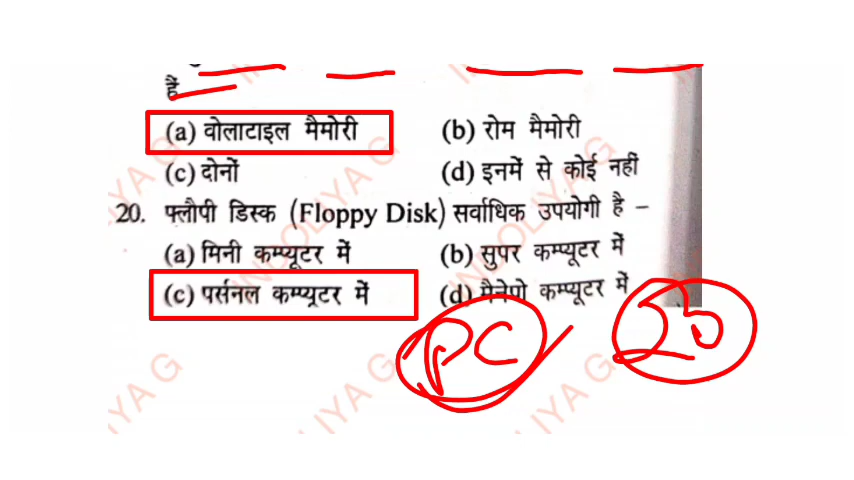 हैं
(a) वोलाटाइल मैमोरी (b) रोम मैमोरी
(c) दोनों (d) इनमें से कोई नहीं
20. फ्लौपी डिस्क (Floppy Disk) सर्वाधिक उपयोगी है –
(a) मिनी कम्प्यूटर में (b) सुपर कम्प्यूटर में
(c) पर्सनल कम्प्यूटर में (d) मैनेपो कम्प्यूटर में
PC 20